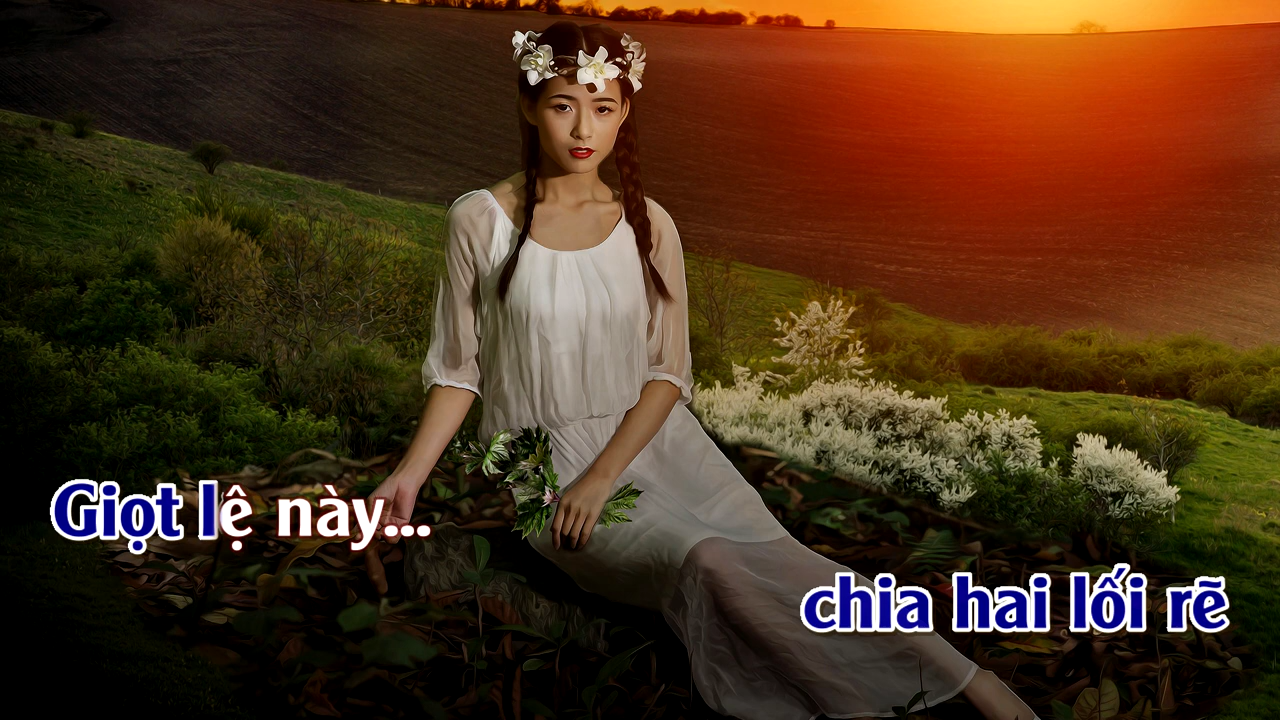 Giọt lệ này...
chia hai lối rẽ